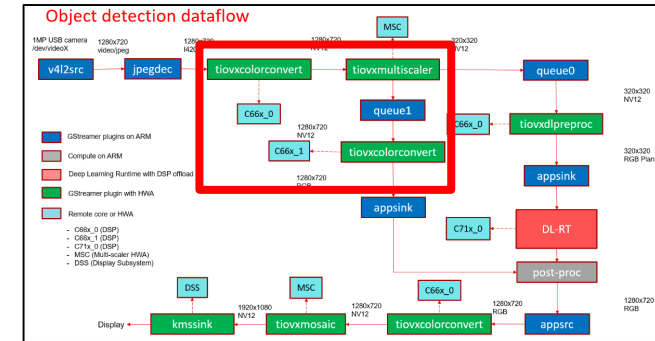 Object detection dataflow
1MP USB camera
/dev/videoX
1280x720
video/jpeg
1280x720
I420
1280x720
NV12
MSC
320x320
NV12
v4l2src
jpegdec
tiovxcolorconvert
tiovxmultiscaler
queue0
C66x_0
queue1
320x320
NV12
C66x_0
tiovxdlpreproc
1280x720
NV12
C66x_1
tiovxcolorconvert
320x320
RGB Plan
1280x720
RGB
appsink
appsink
GStreamer plugins on ARM
Compute on ARM
Deep Learning Runtime with DSP offload
GStreamer plugin with HWA
Remote core or HWA
- C66x_0 (DSP)
- C66x_1 (DSP)
- C71x_0 (DSP)
- MSC (Multi-scaler HWA)
- DSS (Display Subsystem)
C71x_0
DL-RT
post-proc
DSS
MSC
C66x_0
1920x1080
NV12
1280x720
NV12
1280x720
RGB
1280x720
RGB
Display
kmssink
tiovxmosaic
tiovxcolorconvert
appsrc